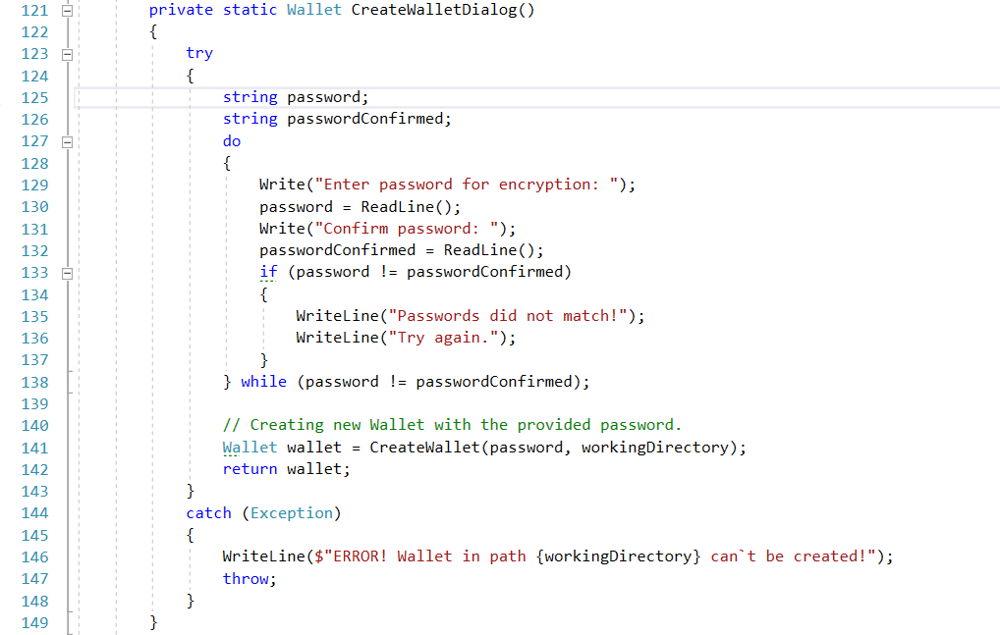 121 private static Wallet CreateWalletDialog()
122 {
123 try
124 {
125 string password;
126 string passwordConfirmed;
127 do
128 {
129 Write("Enter password for encryption: ");
130 password = ReadLine();
131 Write("Confirm password: ");
132 passwordConfirmed = ReadLine();
133 if (password != passwordConfirmed)
134 {
135 WriteLine("Passwords did not match!");
136 WriteLine("Try again.");
137 }
138 } while (password != passwordConfirmed);
139
140 // Creating new Wallet with the provided password.
141 Wallet wallet = CreateWallet(password, workingDirectory);
142 return wallet;
143 }
144 catch (Exception)
145 {
146 WriteLine($"ERROR! Wallet in path {workingDirectory} can`t be created!");
147 throw;
148 }
149 }